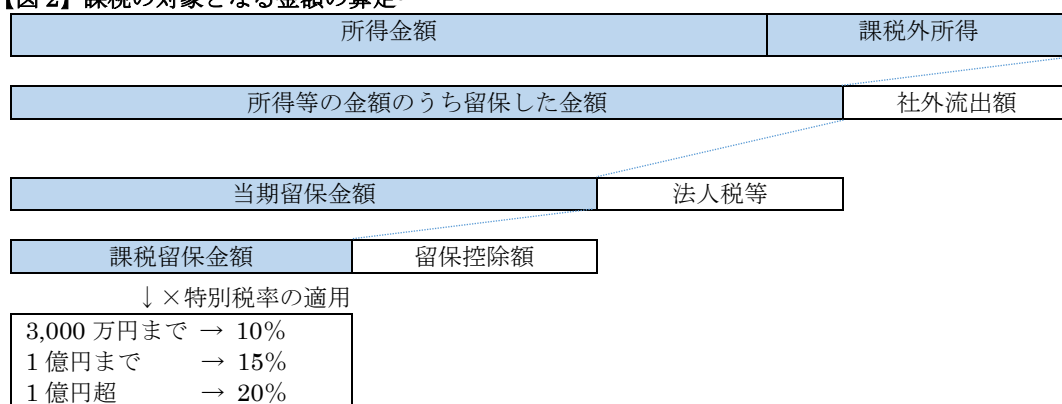 【図 2】課税の対象となる金額の算定
所得金額 課税外所得
所得等の金額のうち留保した金額 社外流出額
当期留保金額 法人税等
課税留保金額 留保控除額
↓×特別税率の適用
3,000 万円まで → 10%
1 億円まで → 15%
1 億円超 → 20%